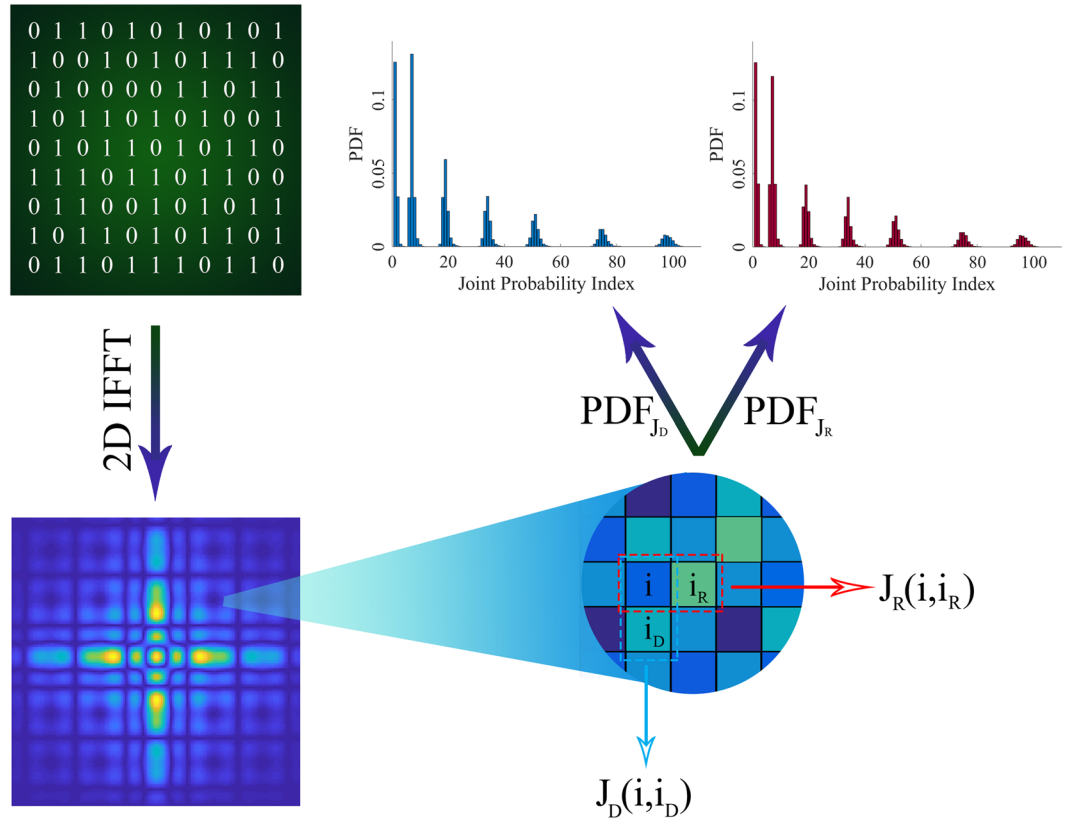 0 1 1 0 1 0 1 0 1 0 1
1 0 0 1 0 1 0 1 1 1 0
0 1 0 0 0 0 1 1 0 1 1
1 0 1 1 0 1 0 1 0 0 1
0 1 0 1 1 0 1 0 1 1 0
1 1 1 0 1 1 0 1 1 0 0
0 1 0 0 1 1 0 1 0 1 1
1 0 1 1 0 1 0 1 1 0 1
0 1 1 0 1 1 1 0 1 1 0
PDF
0.1
0.05
0
0 20 40 60 80 100
Joint Probability Index
PDF
0.1
0.05
0
0 20 40 60 80 100
Joint Probability Index
2D IFFT
PDF_{J_D}
PDF_{J_R}
i i_R
i_D
J_R(i,i_R)
J_D(i,i_D)